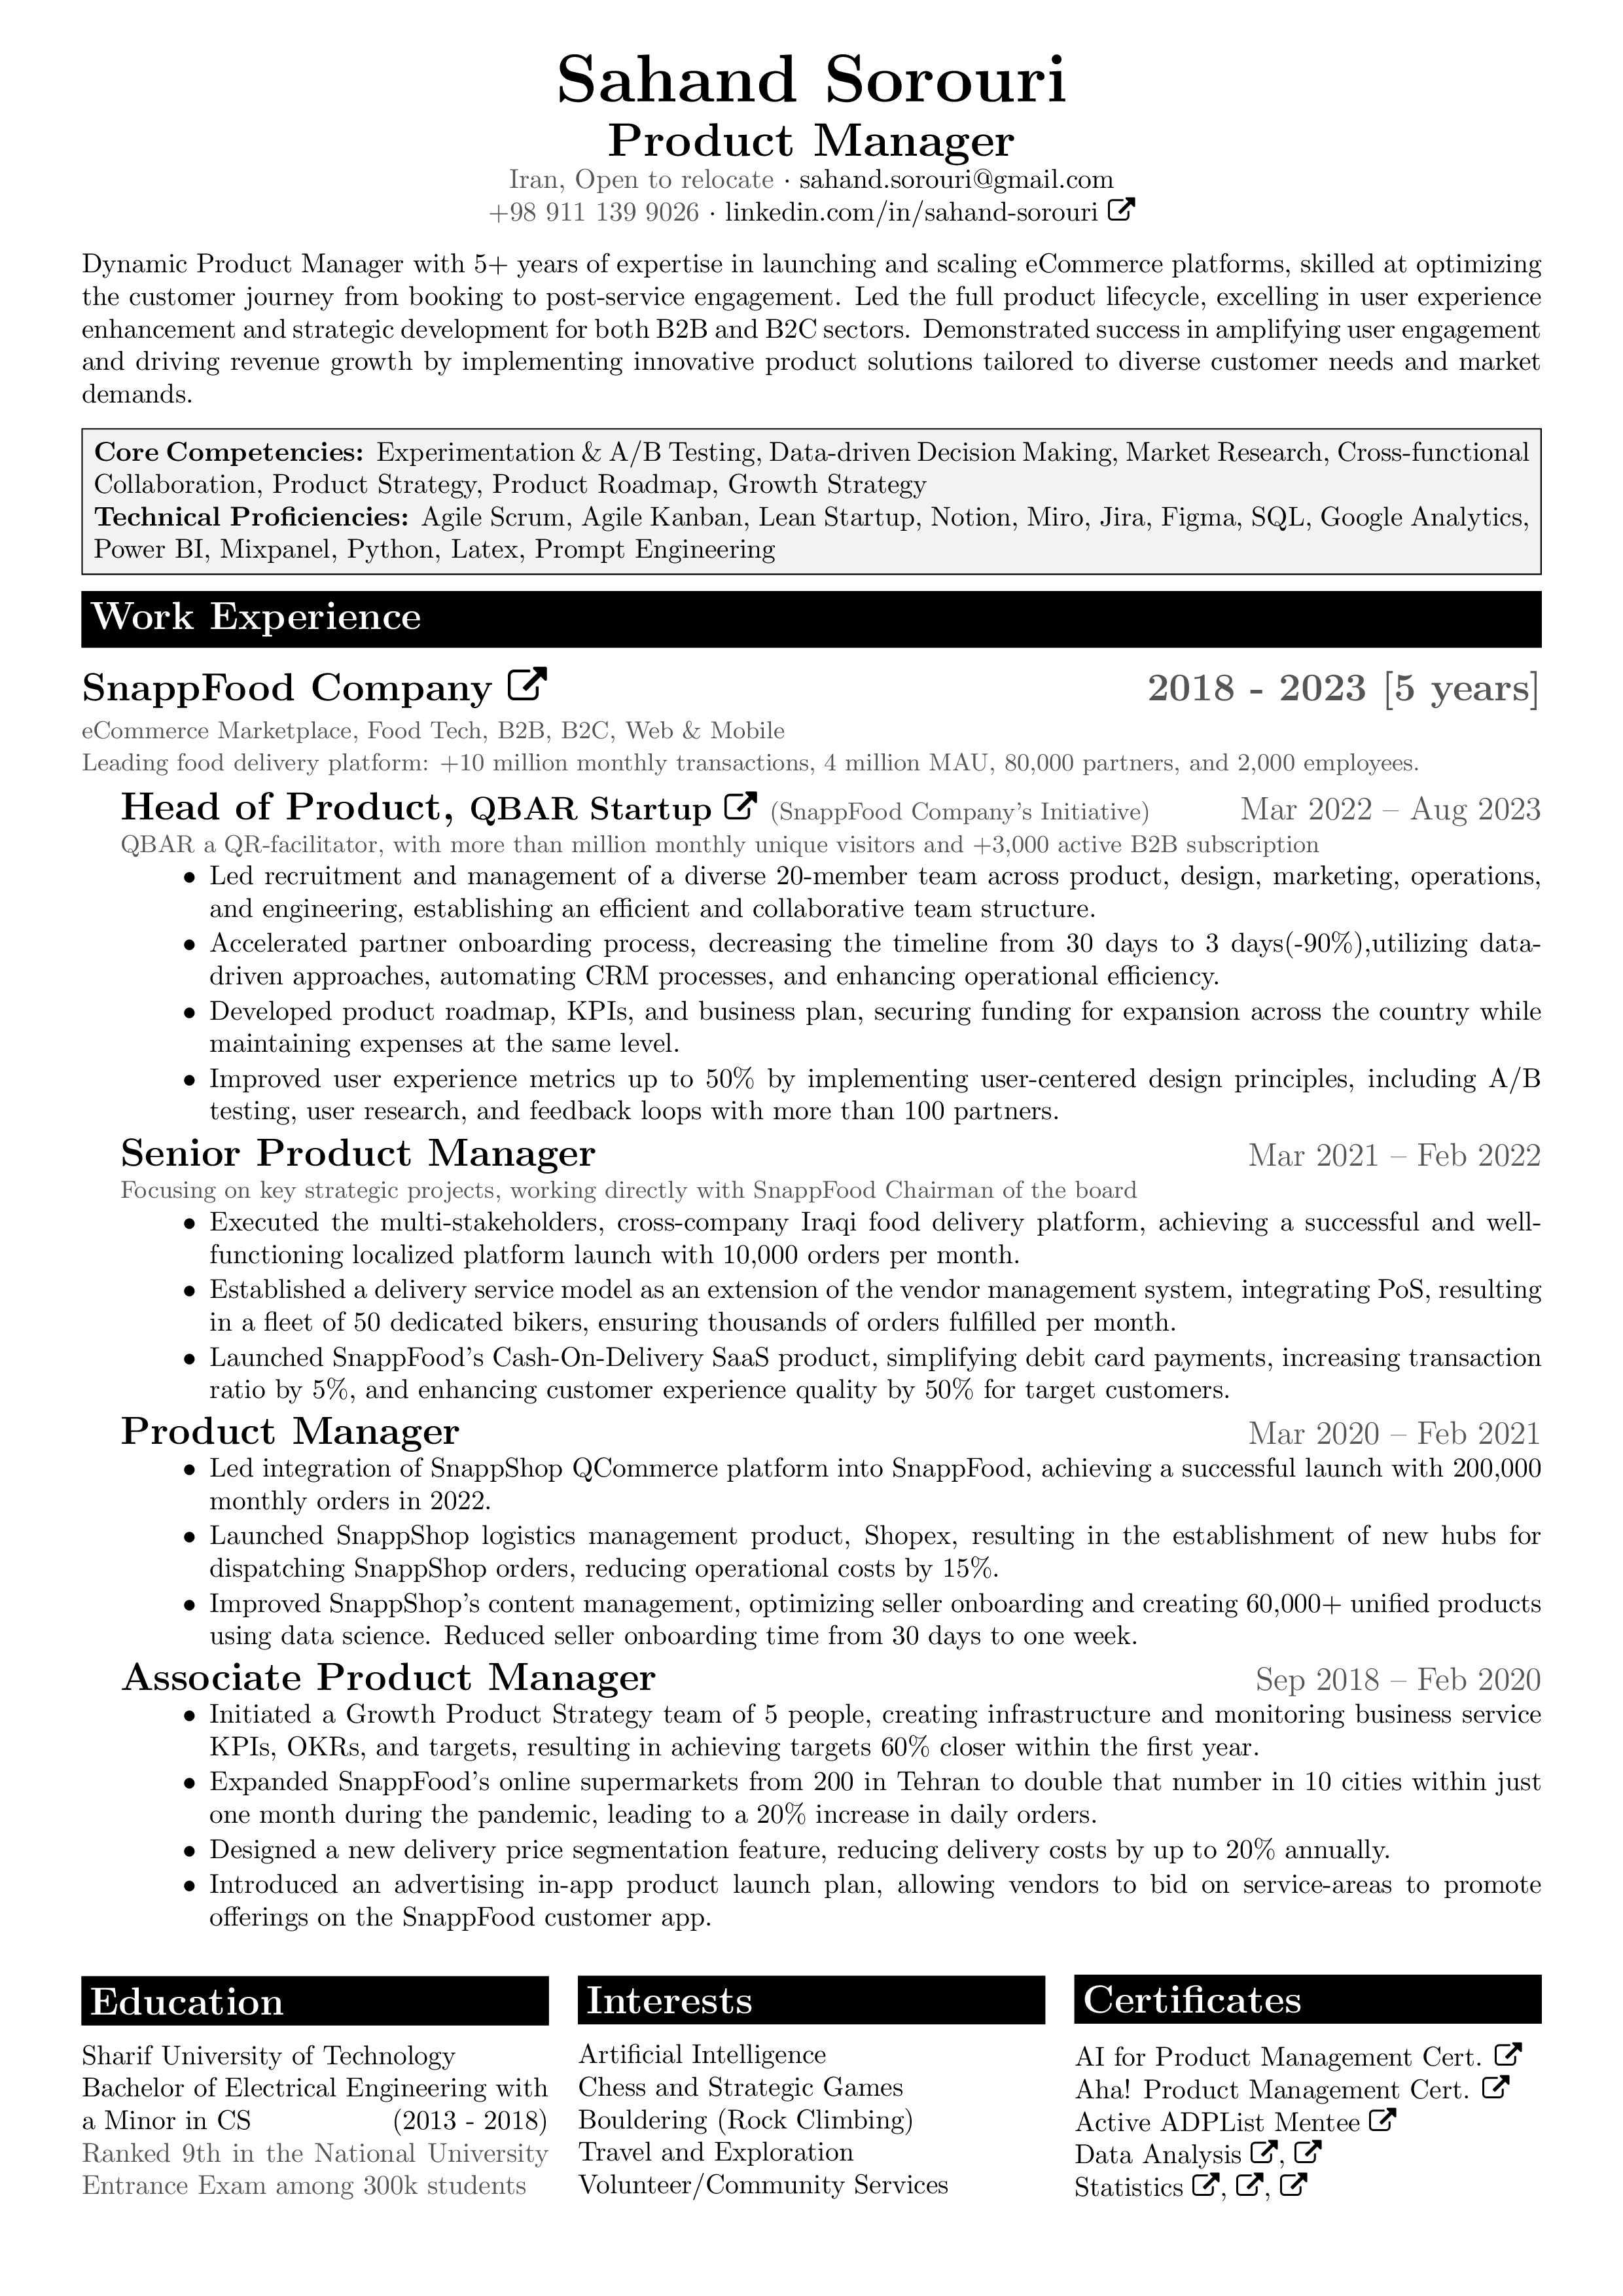 Sahand Sorouri
Product Manager
Iran, Open to relocate · sahand.sorouri@gmail.com
+98 911 139 9026 · linkedin.com/in/sahand-sorouri
Dynamic Product Manager with 5+ years of expertise in launching and scaling eCommerce platforms, skilled at optimizing
the customer journey from booking to post-service engagement. Led the full product lifecycle, excelling in user experience
enhancement and strategic development for both B2B and B2C sectors. Demonstrated success in amplifying user engagement
and driving revenue growth by implementing innovative product solutions tailored to diverse customer needs and market
demands.
Core Competencies: Experimentation & A/B Testing, Data-driven Decision Making, Market Research, Cross-functional
Collaboration, Product Strategy, Product Roadmap, Growth Strategy
Technical Proficiencies: Agile Scrum, Agile Kanban, Lean Startup, Notion, Miro, Jira, Figma, SQL, Google Analytics,
Power BI, Mixpanel, Python, Latex, Prompt Engineering
Work Experience
SnappFood Company 2018 - 2023 [5 years]
eCommerce Marketplace, Food Tech, B2B, B2C, Web & Mobile
Leading food delivery platform: +10 million monthly transactions, 4 million MAU, 80,000 partners, and 2,000 employees.
Head of Product, QBAR Startup (SnappFood Company's Initiative) Mar 2022 – Aug 2023
QBAR a QR-facilitator, with more than million monthly unique visitors and +3,000 active B2B subscription
• Led recruitment and management of a diverse 20-member team across product, design, marketing, operations,
and engineering, establishing an efficient and collaborative team structure.
• Accelerated partner onboarding process, decreasing the timeline from 30 days to 3 days(-90%),utilizing data-
driven approaches, automating CRM processes, and enhancing operational efficiency.
• Developed product roadmap, KPIs, and business plan, securing funding for expansion across the country while
maintaining expenses at the same level.
• Improved user experience metrics up to 50% by implementing user-centered design principles, including A/B
testing, user research, and feedback loops with more than 100 partners.
Senior Product Manager Mar 2021 – Feb 2022
Focusing on key strategic projects, working directly with SnappFood Chairman of the board
• Executed the multi-stakeholders, cross-company Iraqi food delivery platform, achieving a successful and well-
functioning localized platform launch with 10,000 orders per month.
• Established a delivery service model as an extension of the vendor management system, integrating PoS, resulting
in a fleet of 50 dedicated bikers, ensuring thousands of orders fulfilled per month.
• Launched SnappFood's Cash-On-Delivery SaaS product, simplifying debit card payments, increasing transaction
ratio by 5%, and enhancing customer experience quality by 50% for target customers.
Product Manager Mar 2020 – Feb 2021
• Led integration of SnappShop QCommerce platform into SnappFood, achieving a successful launch with 200,000
monthly orders in 2022.
• Launched SnappShop logistics management product, Shopex, resulting in the establishment of new hubs for
dispatching SnappShop orders, reducing operational costs by 15%.
• Improved SnappShop's content management, optimizing seller onboarding and creating 60,000+ unified products
using data science. Reduced seller onboarding time from 30 days to one week.
Associate Product Manager Sep 2018 – Feb 2020
• Initiated a Growth Product Strategy team of 5 people, creating infrastructure and monitoring business service
KPIs, OKRs, and targets, resulting in achieving targets 60% closer within the first year.
• Expanded SnappFood's online supermarkets from 200 in Tehran to double that number in 10 cities within just
one month during the pandemic, leading to a 20% increase in daily orders.
• Designed a new delivery price segmentation feature, reducing delivery costs by up to 20% annually.
• Introduced an advertising in-app product launch plan, allowing vendors to bid on service-areas to promote
offerings on the SnappFood customer app.
Education
Sharif University of Technology
Bachelor of Electrical Engineering with
a Minor in CS (2013 - 2018)
Ranked 9th in the National University
Entrance Exam among 300k students
Interests
Artificial Intelligence
Chess and Strategic Games
Bouldering (Rock Climbing)
Travel and Exploration
Volunteer/Community Services
Certificates
AI for Product Management Cert.
Aha! Product Management Cert.
Active ADPList Mentee
Data Analysis ,
Statistics , ,